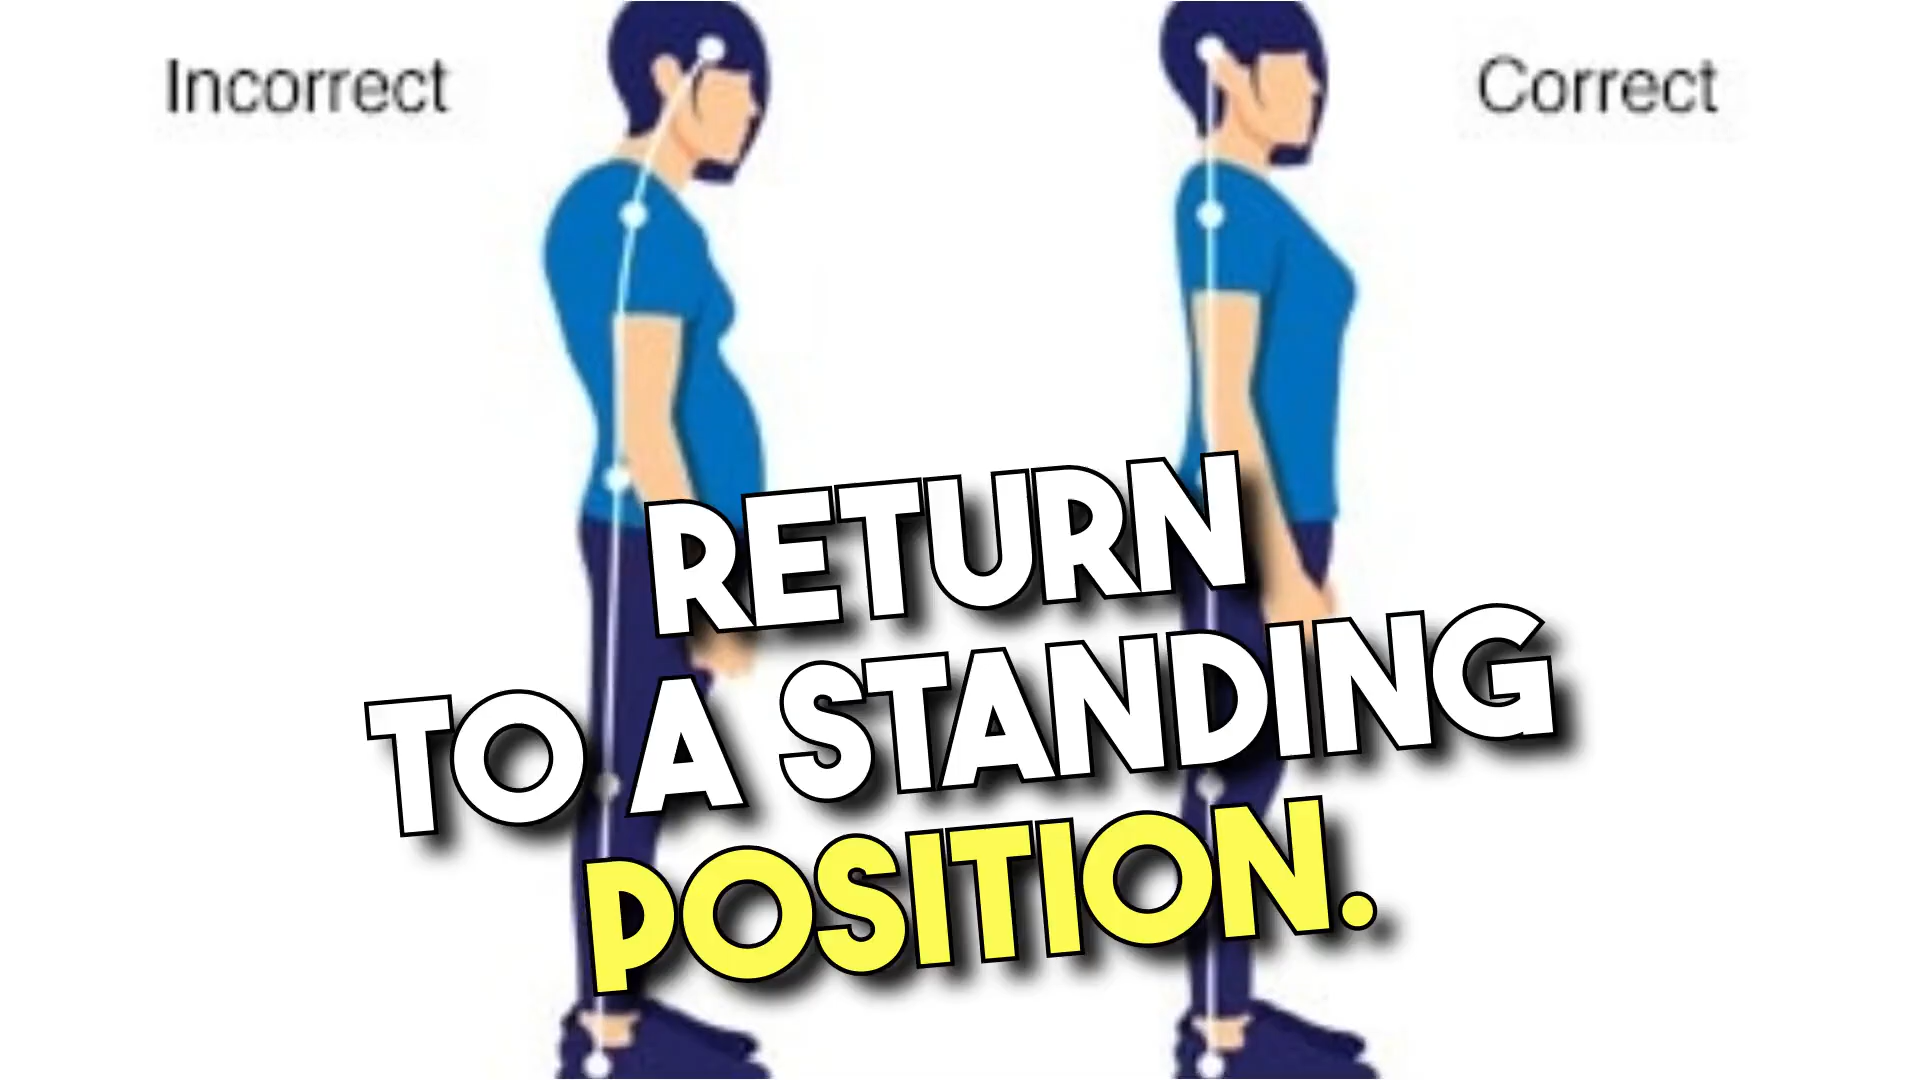 Incorrect
Correct
RETURN
TO A STANDING
POSITION.